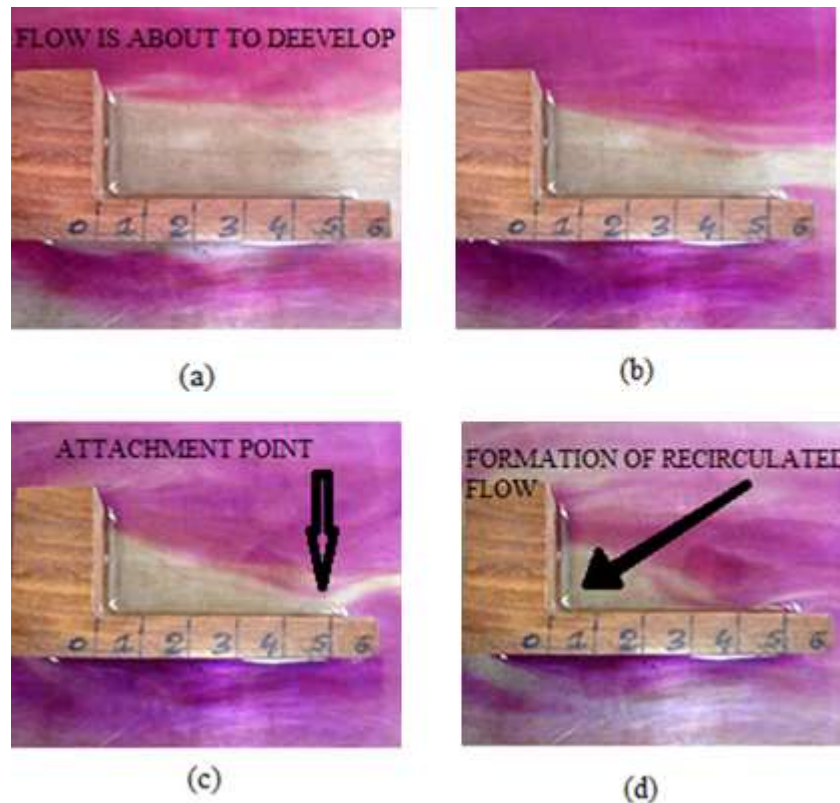 FLOW IS ABOUT TO DEEVELOP
0 1 2 3 4 5 6
0 1 2 3 4 5 6
(a)
(b)
ATTACHMENT POINT
FORMATION OF RECIRCULATED
FLOW
0 1 2 3 4 5 6
0 1 2 3 4 5 6
(c)
(d)